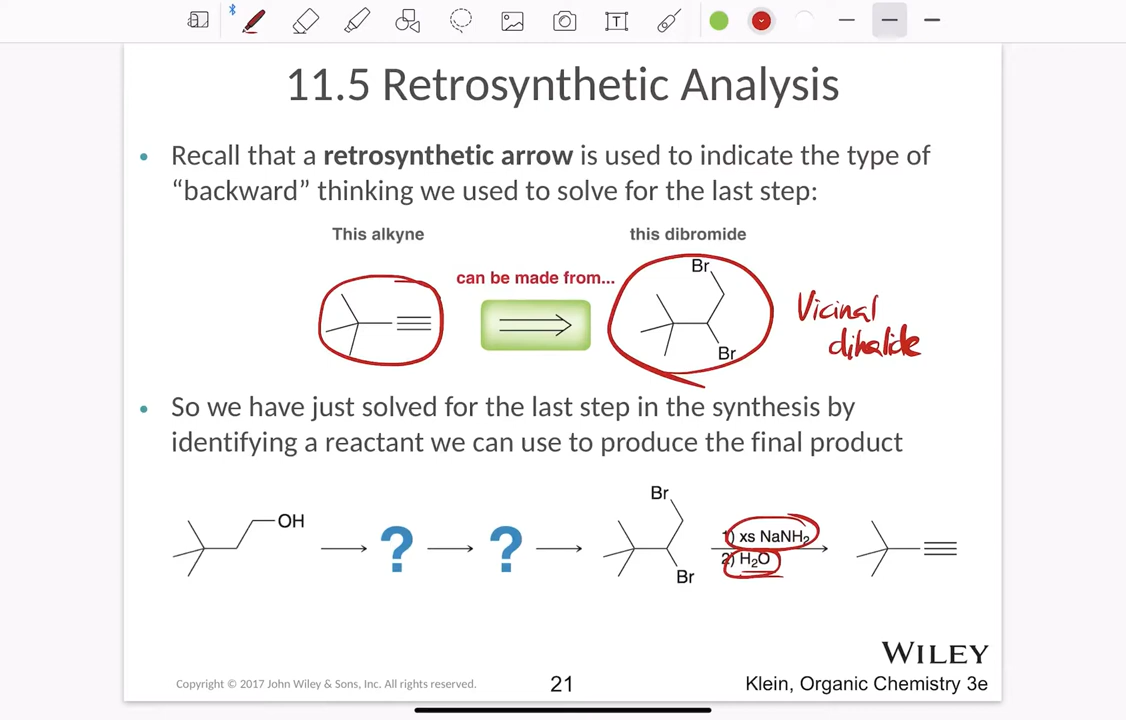 T
11.5 Retrosynthetic Analysis
• Recall that a retrosynthetic arrow is used to indicate the type of
“backward” thinking we used to solve for the last step:
This alkyne
this dibromide
can be made from...
Br
Br
Vicinal
dihalide
• So we have just solved for the last step in the synthesis by
identifying a reactant we can use to produce the final product
OH
?
?
Br
Br
1) xs NaNH₂
2) H₂O
WILEY
Copyright © 2017 John Wiley & Sons, Inc. All rights reserved.
21
Klein, Organic Chemistry 3e